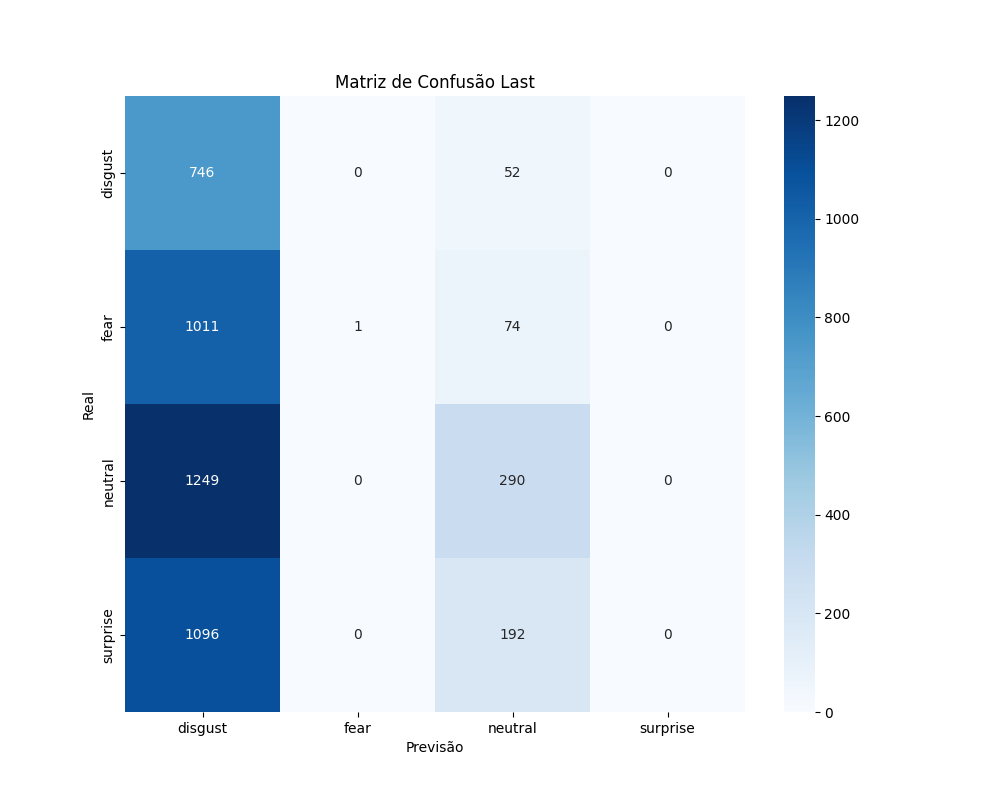 Matriz de Confusão Last
disgust 746 0 52 0
fear 1011 1 74 0
neutral 1249 0 290 0
surprise 1096 0 192 0
disgust fear neutral surprise
Previsão
Real
1200
1000
800
600
400
200
0